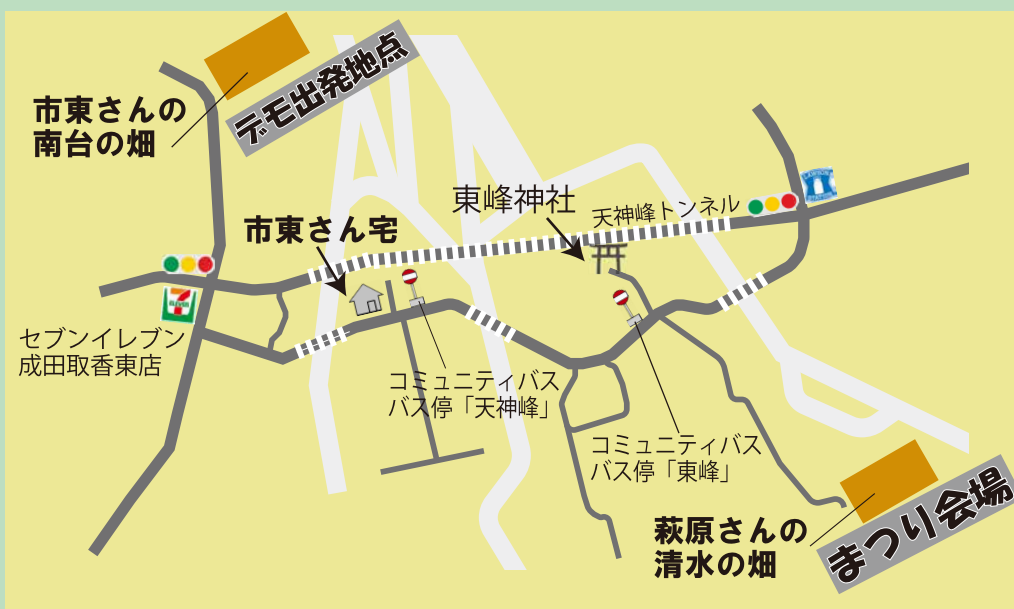 デモ出発地点
市東さんの
南台の畑
東峰神社
天神峰トンネル
LAWSON
市東さん宅
7
ELEVEn
セブンイレブン
成田取香東店
コミュニティバス
バス停「天神峰」
コミュニティバス
バス停「東峰」
まつり会場
萩原さんの
清水の畑